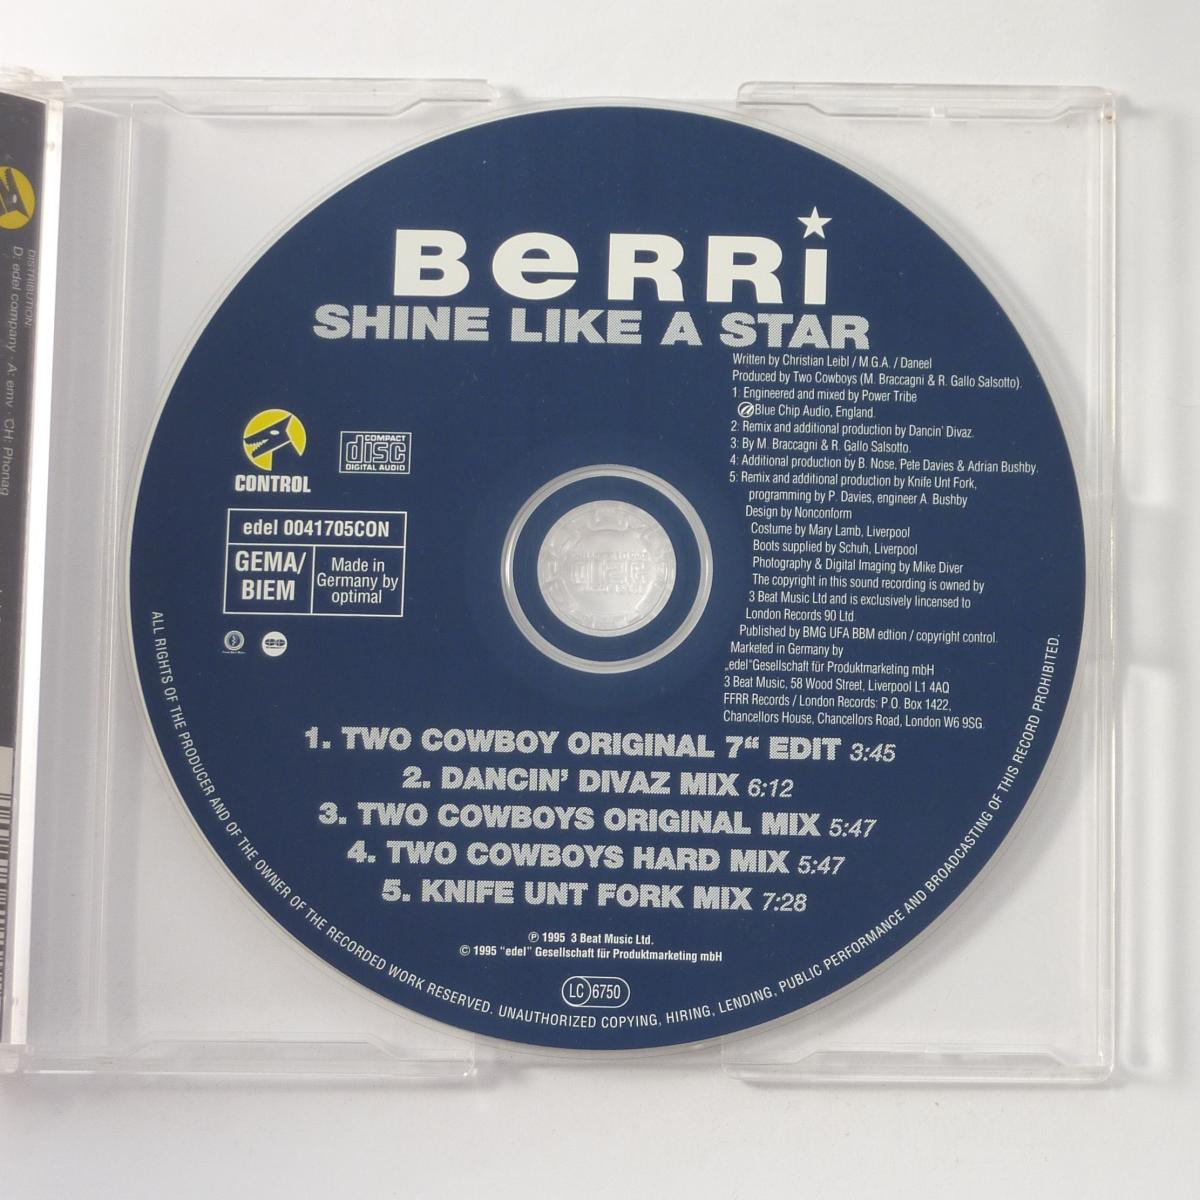 BeRRi
SHINE LIKE A STAR
Written by Christian Leibl / M.G.A. / Daneel
Produced by Two Cowboys (M. Braccagni & R. Gallo Salsotto).
1: Engineered and mixed by Power Tribe
@Blue Chip Audio, England.
2: Remix and additional production by Dancin' Divaz.
3: By M. Braccagni & R. Gallo Salsotto.
4: Additional production by B. Nose, Pete Davies & Adrian Bushby.
5: Remix and additional production by Knife Unt Fork,
programming by P. Davies, engineer A. Bushby
Design by Nonconform
Costume by Mary Lamb, Liverpool
Boots supplied by Schuh, Liverpool
Photography & Digital Imaging by Mike Diver
The copyright in this sound recording is owned by
3 Beat Music Ltd and is exclusively lincensed to
London Records 90 Ltd.
Published by BMG UFA BBM edtion / copyright control.
Marketed in Germany by
„edel“Gesellschaft für Produktmarketing mbH
3 Beat Music, 58 Wood Street, Liverpool L1 4AQ
FFRR Records / London Records: P.O. Box 1422,
Chancellors House, Chancellors Road, London W6 9SG.
CONTROL
COMPACT
disc
DIGITAL AUDIO
edel 0041705CON
GEMA/
BIEM
Made in
Germany by
optimal
1. TWO COWBOY ORIGINAL 7“ EDIT 3:45
2. DANCIN' DIVAZ MIX 6:12
3. TWO COWBOYS ORIGINAL MIX 5:47
4. TWO COWBOYS HARD MIX 5:47
5. KNIFE UNT FORK MIX 7:28
℗ 1995 3 Beat Music Ltd.
© 1995 "edel" Gesellschaft für Produktmarketing mbH
LC 6750
ALL RIGHTS OF THE PRODUCER AND OF THE OWNER OF THE RECORDED WORK RESERVED. UNAUTHORIZED COPYING, HIRING, LENDING, PUBLIC PERFORMANCE AND BROADCASTING OF THIS RECORD PROHIBITED.
DISTRIBUTION:
D: edel company · A: emv · CH: Phonag